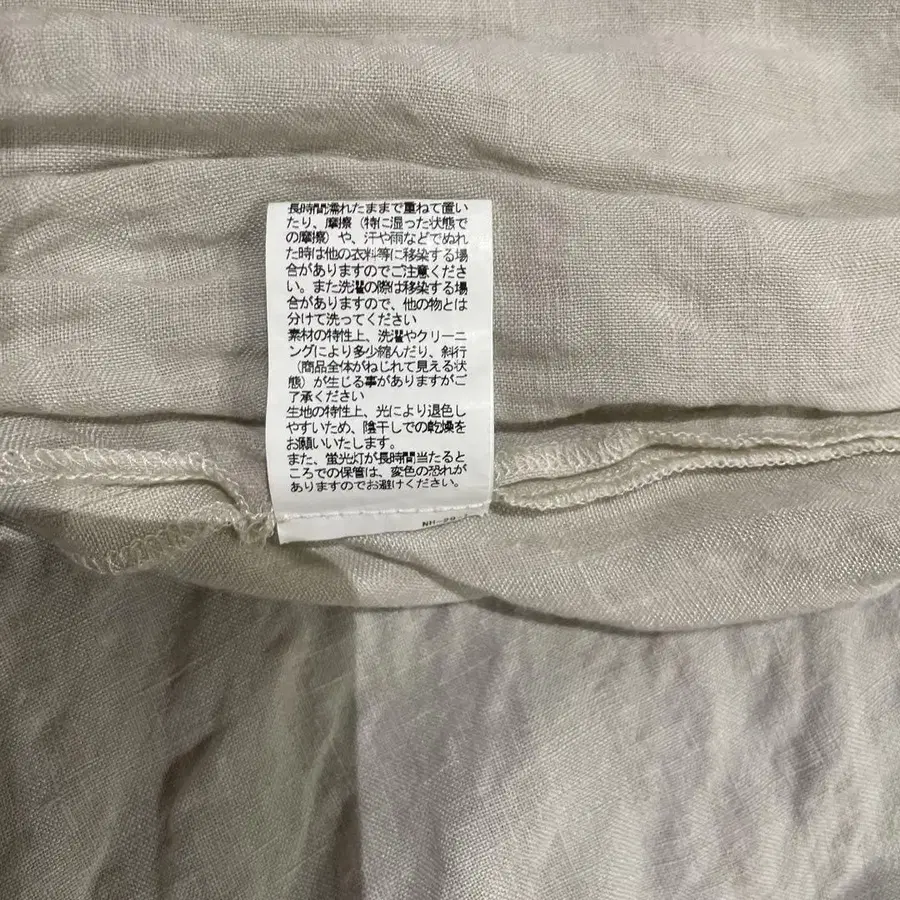 長時間濡れたままで重ねて置い
たり、摩擦（特に湿った状態で
の摩擦）や、汗や雨などでぬれ
た時は他の衣料等に移染する場
合がありますのでご注意くださ
い。また洗濯の際は移染する場
合がありますので、他の物とは
分けて洗ってください
素材の特性上、洗濯やクリーニ
ングにより多少縮んだり、斜行
（商品全体がねじれて見える状
態）が生じる事がありますがご
了承ください
生地の特性上、光により退色し
やすいため、陰干しでの乾燥を
お願いいたします。
また、蛍光灯が長時間当たると
ころでの保管は、変色の恐れが
ありますのでお避けください。